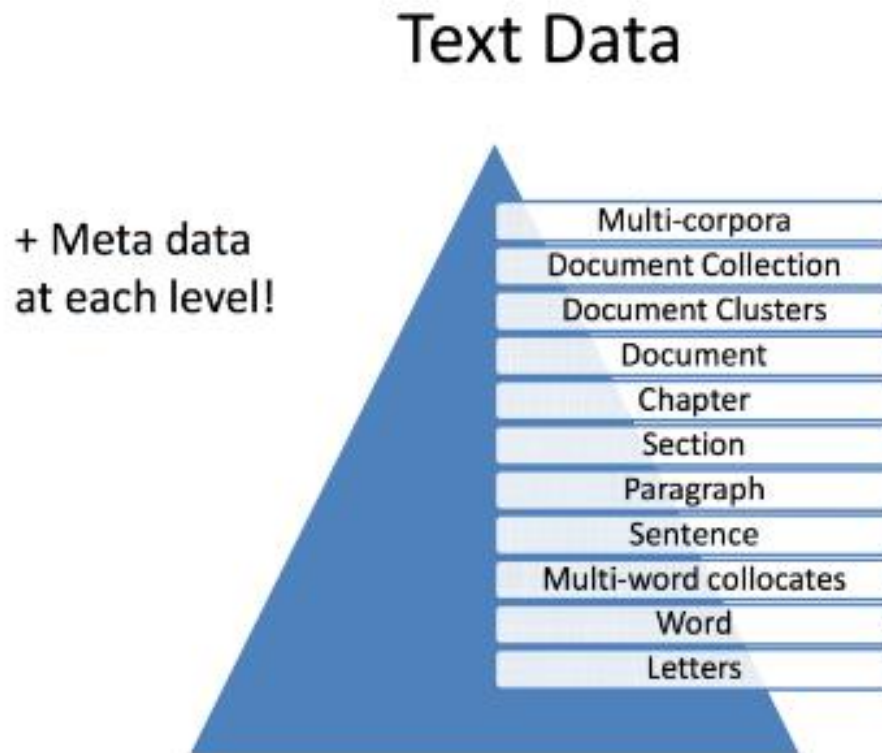 Text Data
+ Meta data
at each level!
Multi-corpora
Document Collection
Document Clusters
Document
Chapter
Section
Paragraph
Sentence
Multi-word collocates
Word
Letters